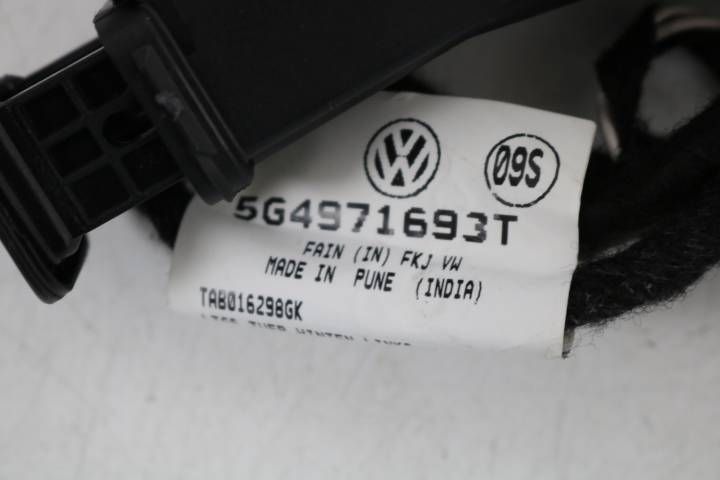 09S
5G4971693T
FAIN (IN) FKJ VW
MADE IN PUNE (INDIA)
TAB016298GK